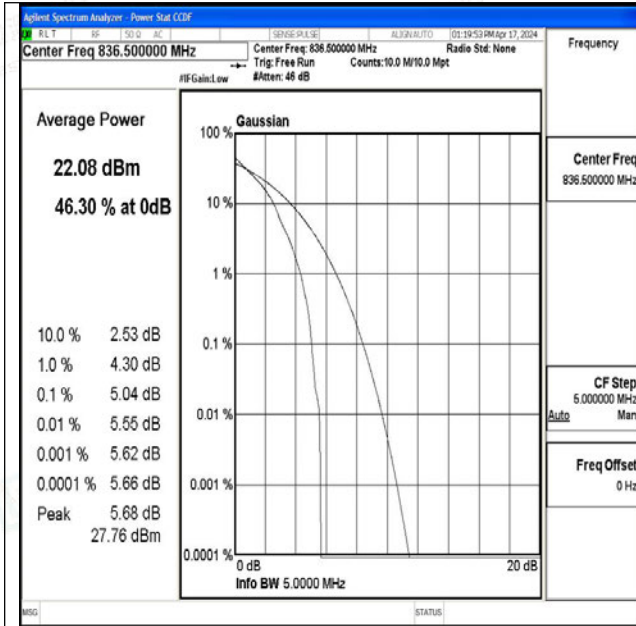 Agilent Spectrum Analyzer - Power Stat CCDF
RL T RF 50 Ω AC SENSE:PULSE ALIGNAUTO 01:19:53 PM Apr 17, 2024
Center Freq 836.500000 MHz
Center Freq: 836.500000 MHz
Radio Std: None
Trig: Free Run
Counts:10.0 M/10.0 Mpt
#IFGain:Low
#Atten: 46 dB
Average Power
22.08 dBm
46.30 % at 0dB
10.0 % 2.53 dB
1.0 % 4.30 dB
0.1 % 5.04 dB
0.01 % 5.55 dB
0.001 % 5.62 dB
0.0001 % 5.66 dB
Peak 5.68 dB
27.76 dBm
Gaussian
100 %
10 %
1 %
0.1 %
0.01 %
0.001 %
0.0001 %
0 dB
20 dB
Info BW 5.0000 MHz
Frequency
Center Freq
836.500000 MHz
CF Step
5.000000 MHz
Auto Man
Freq Offset
0 Hz
MSG
STATUS